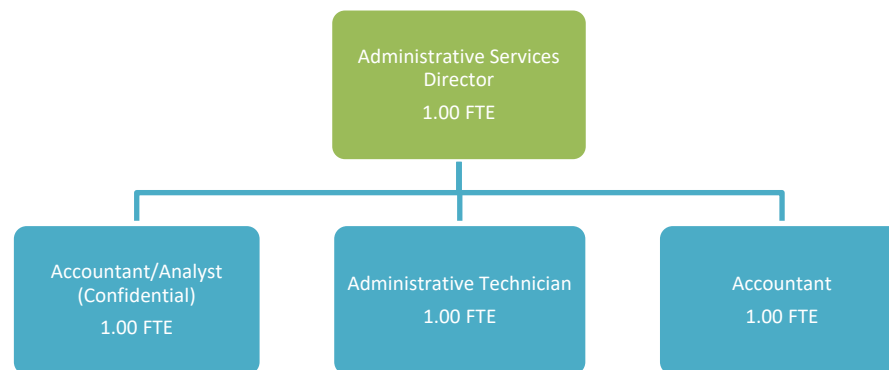 Administrative Services
Director
1.00 FTE
Accountant/Analyst
(Confidential)
1.00 FTE
Administrative Technician
1.00 FTE
Accountant
1.00 FTE